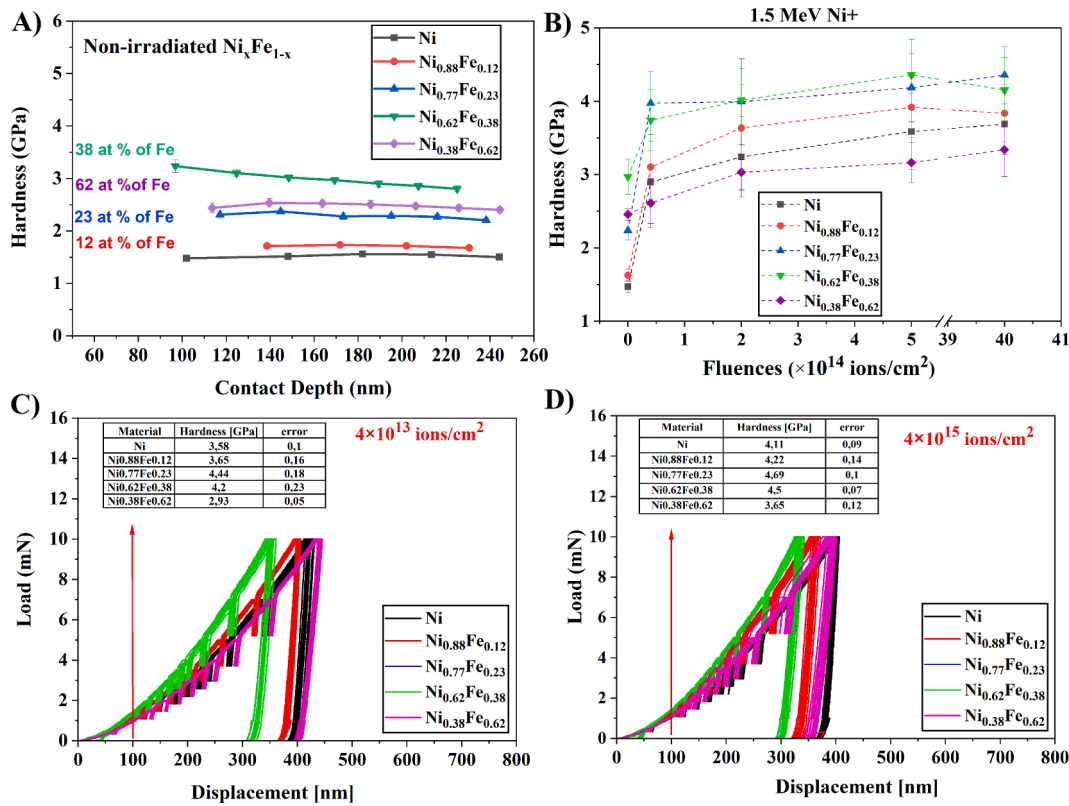 A)
Non-irradiated NiₓFe₁₋ₓ
Ni
Ni₀.₈₈Fe₀.₁₂
Ni₀.₇₇Fe₀.₂₃
Ni₀.₆₂Fe₀.₃₈
Ni₀.₃₈Fe₀.₆₂
38 at % of Fe
62 at %of Fe
23 at % of Fe
12 at % of Fe
6
5
4
3
2
1
0
Hardness (GPa)
60 80 100 120 140 160 180 200 220 240 260
Contact Depth (nm)
B)
1.5 MeV Ni+
5
4
3
2
1
Hardness (GPa)
Ni
Ni₀.₈₈Fe₀.₁₂
Ni₀.₇₇Fe₀.₂₃
Ni₀.₆₂Fe₀.₃₈
Ni₀.₃₈Fe₀.₆₂
0 1 2 3 4 5 39 40 41
Fluences (×10¹⁴ ions/cm²)
C)
Material Hardness [GPa] error
Ni 3,58 0,1
Ni0.88Fe0.12 3,65 0,16
Ni0.77Fe0.23 4,44 0,18
Ni0.62Fe0.38 4,2 0,23
Ni0.38Fe0.62 2,93 0,05
4×10¹³ ions/cm²
16
14
12
10
8
6
4
2
0
Load (mN)
Ni
Ni₀.₈₈Fe₀.₁₂
Ni₀.₇₇Fe₀.₂₃
Ni₀.₆₂Fe₀.₃₈
Ni₀.₃₈Fe₀.₆₂
0 100 200 300 400 500 600 700 800
Displacement [nm]
D)
Material Hardness [GPa] error
Ni 4,11 0,09
Ni0.88Fe0.12 4,22 0,14
Ni0.77Fe0.23 4,69 0,1
Ni0.62Fe0.38 4,5 0,07
Ni0.38Fe0.62 3,65 0,12
4×10¹⁵ ions/cm²
16
14
12
10
8
6
4
2
0
Load (mN)
Ni
Ni₀.₈₈Fe₀.₁₂
Ni₀.₇₇Fe₀.₂₃
Ni₀.₆₂Fe₀.₃₈
Ni₀.₃₈Fe₀.₆₂
0 100 200 300 400 500 600 700 800
Displacement [nm]